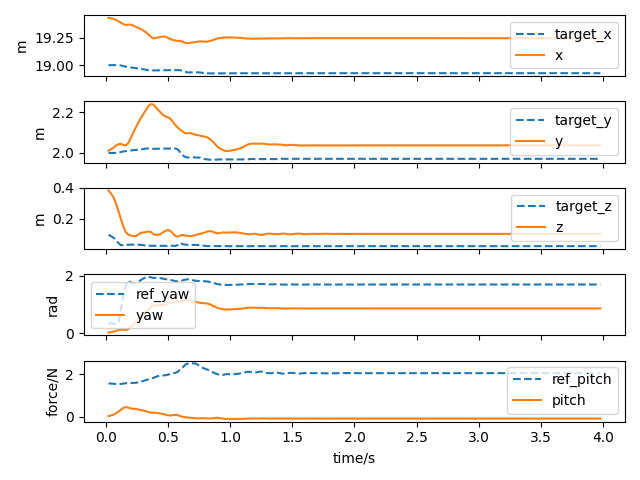 19.25
19.00
m
target_x
x
2.2
2.0
m
target_y
y
0.4
0.2
m
target_z
z
2
0
rad
ref_yaw
yaw
2
0
force/N
ref_pitch
pitch
0.0 0.5 1.0 1.5 2.0 2.5 3.0 3.5 4.0
time/s